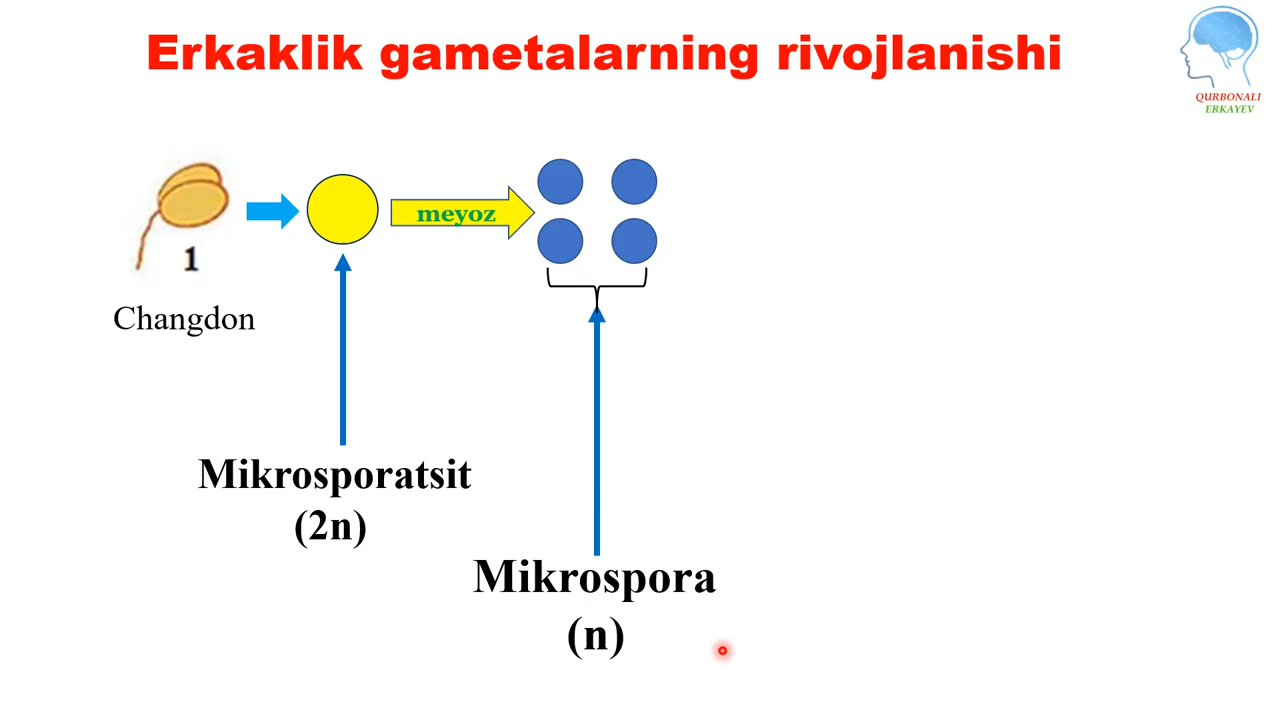 Erkaklik gametalarning rivojlanishi
QURBONALI
ERKAYEV
meyoz
1
Changdon
Mikrosporatsit
(2n)
Mikrospora
(n)